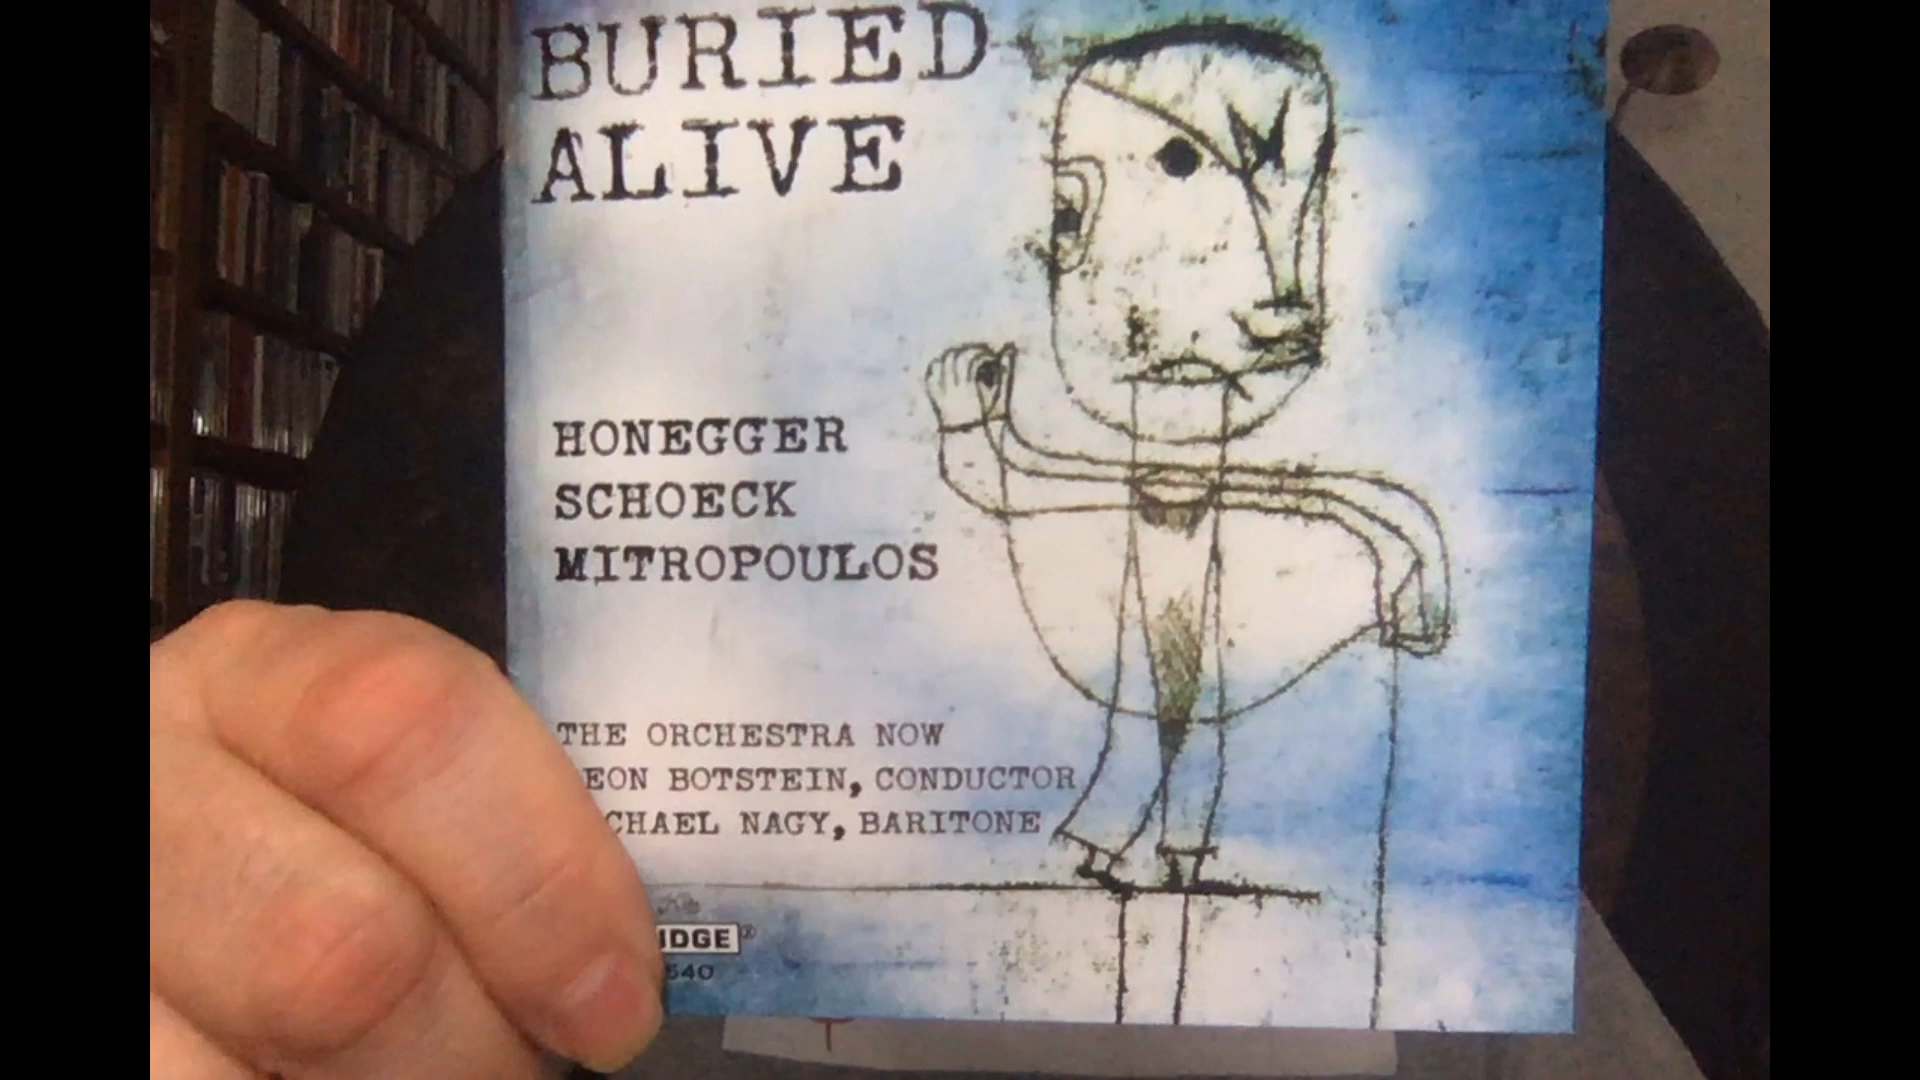 BURIED
ALIVE
HONEGGER
SCHOECK
MITROPOULOS
THE ORCHESTRA NOW
EON BOTSTEIN, CONDUCTOR
CHAEL NAGY, BARITONE
IDGE®
540